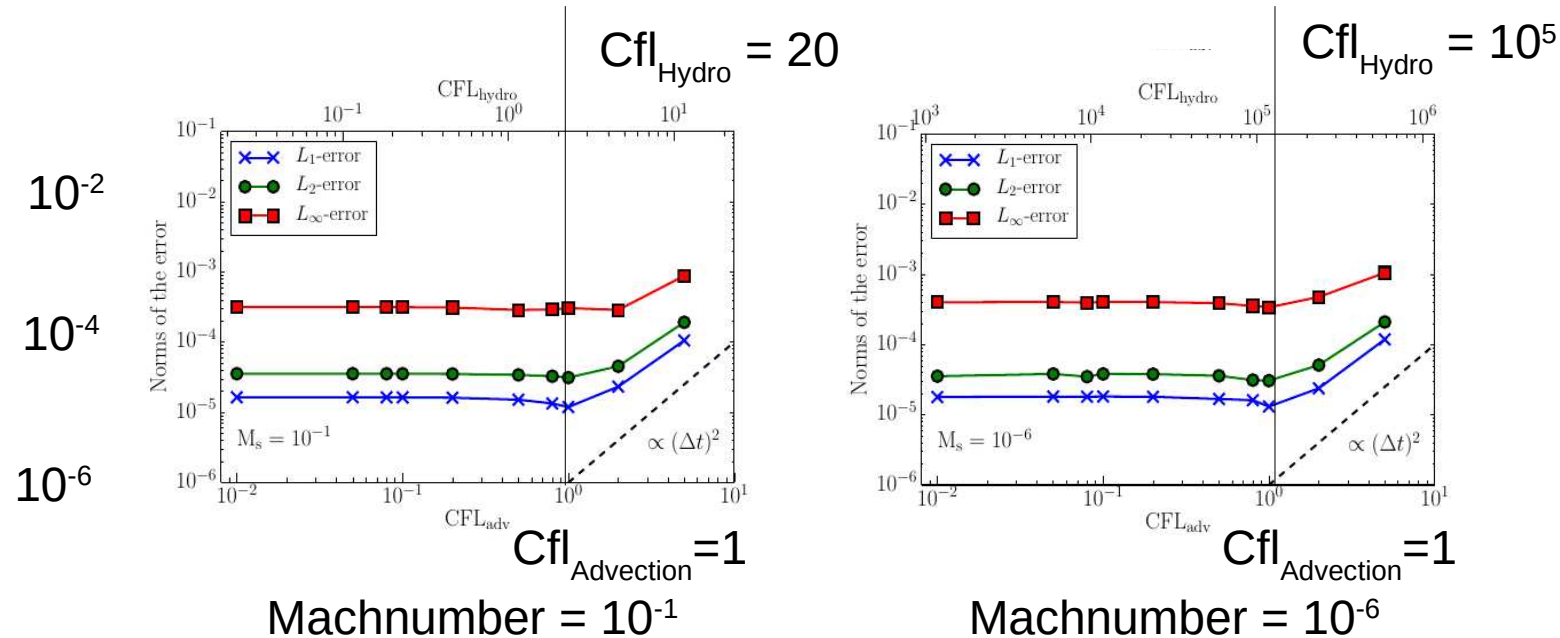 Cfl_Hydro = 20
CFL_hydro
10^-1 10^0 10^1
10^-1
L_1-error
L_2-error
L_∞-error
10^-2
10^-3
10^-4
10^-5
10^-6
Norms of the error
M_s = 10^-1
∝ (Δt)^2
10^-2 10^-1 10^0 10^1
CFL_adv
Cfl_Advection=1
Machnumber = 10^-1
10^-2
10^-4
10^-6
Cfl_Hydro = 10^5
CFL_hydro
10^3 10^4 10^5 10^6
10^-1
L_1-error
L_2-error
L_∞-error
10^-2
10^-3
10^-4
10^-5
10^-6
Norms of the error
M_s = 10^-6
∝ (Δt)^2
10^-2 10^-1 10^0 10^1
CFL_adv
Cfl_Advection=1
Machnumber = 10^-6